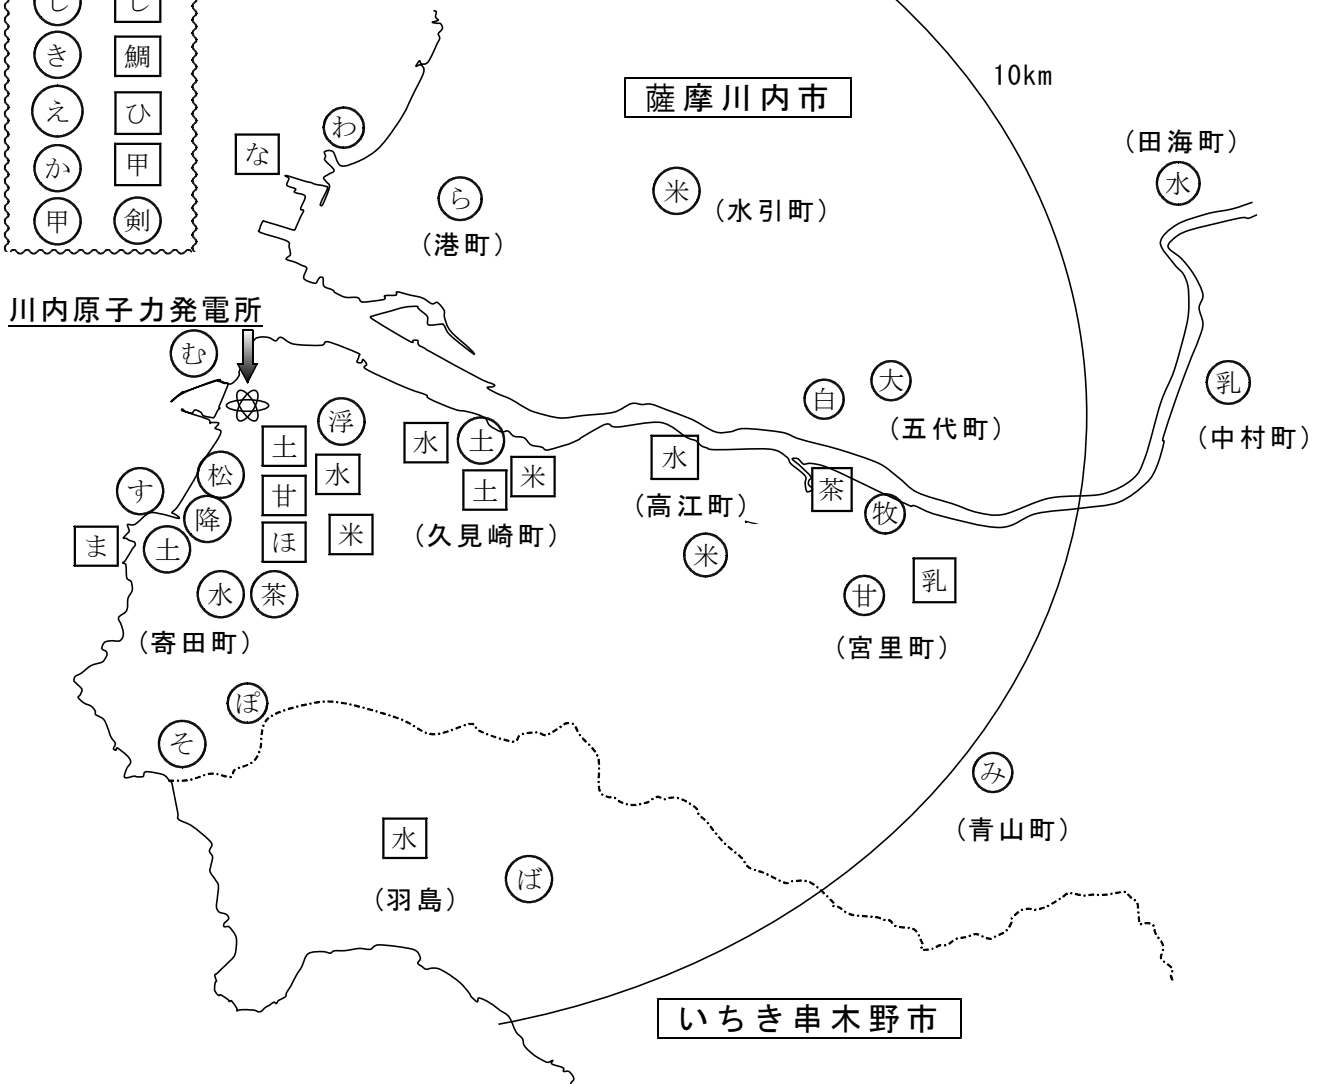 し し
き 鯛
え ひ
か 甲
甲 剣
10km
薩摩川内市
わ
な
(田海町)
水
米
ら
(水引町)
(港町)
川内原子力発電所
む
乳
大
白
浮
(五代町)
(中村町)
土
水
土
水
松
水
米
す
甘
土
茶
(高江町)
牧
降
ま
土
ほ
米
(久見崎町)
米
乳
水
茶
甘
(寄田町)
(宮里町)
ぽ
そ
み
(青山町)
水
ば
(羽島)
いちき串木野市